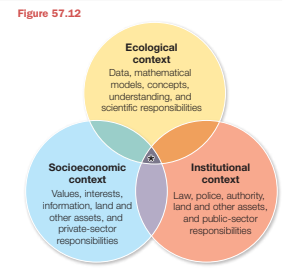 Figure 57.12
Ecological
context
Data, mathematical
models, concepts,
understanding, and
scientific responsibilities
Socioeconomic
context
Values, interests,
information, land and
other assets, and
private-sector
responsibilities
Institutional
context
Law, police, authority,
land and other assets,
and public-sector
responsibilities